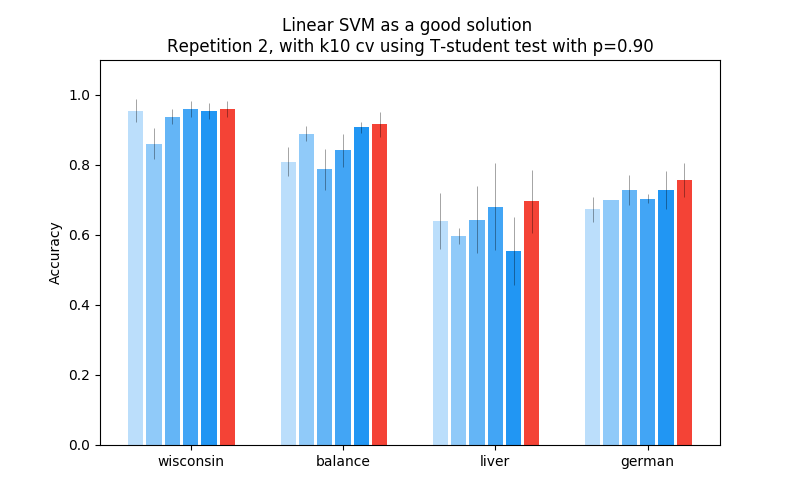 Linear SVM as a good solution
Repetition 2, with k10 cv using T-student test with p=0.90
1.0
0.8
0.6
0.4
0.2
0.0
Accuracy
wisconsin
balance
liver
german